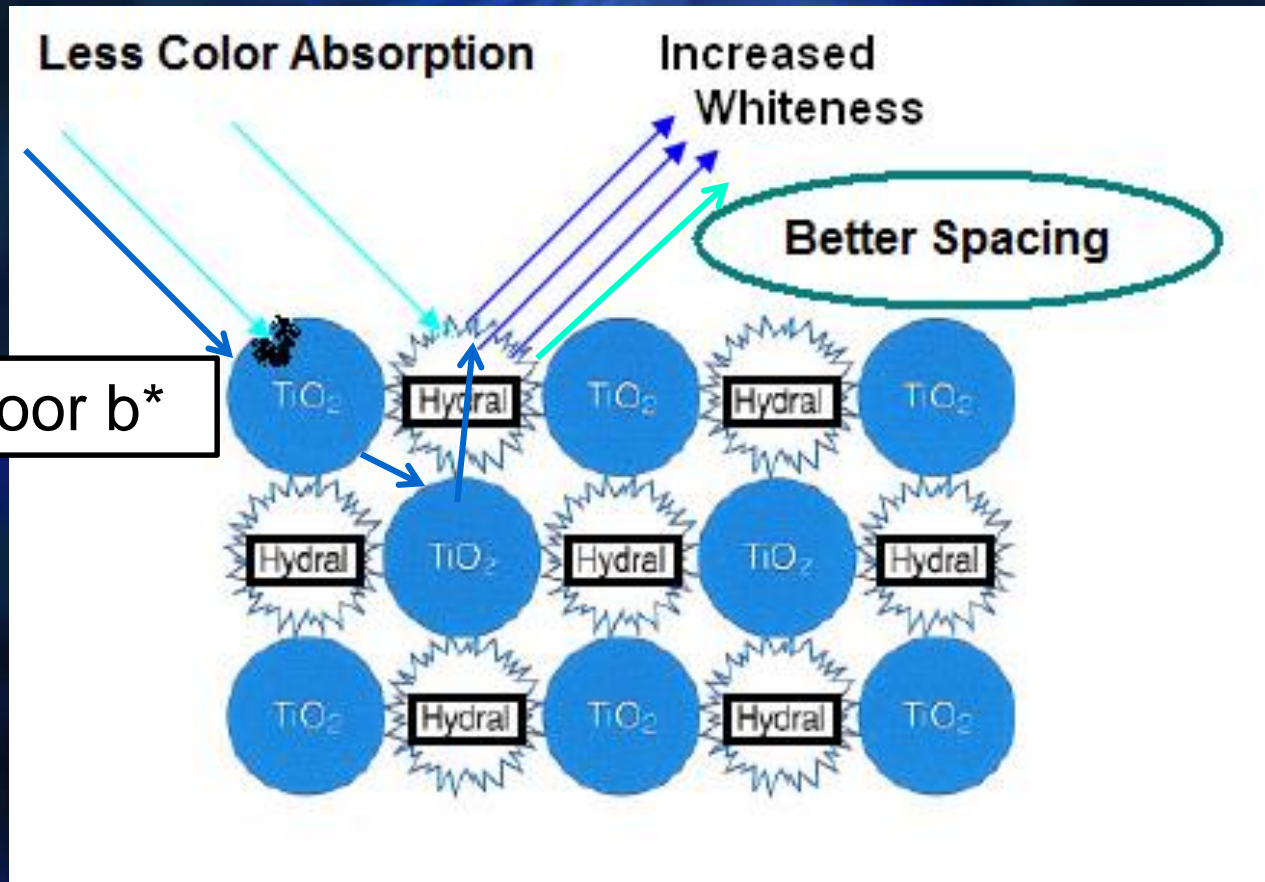 Less Color Absorption
Increased
Whiteness
Better Spacing
b*
TiO₂ Hydral TiO₂ Hydral TiO₂
Hydral TiO₂ Hydral TiO₂ Hydral
TiO₂ Hydral TiO₂ Hydral TiO₂